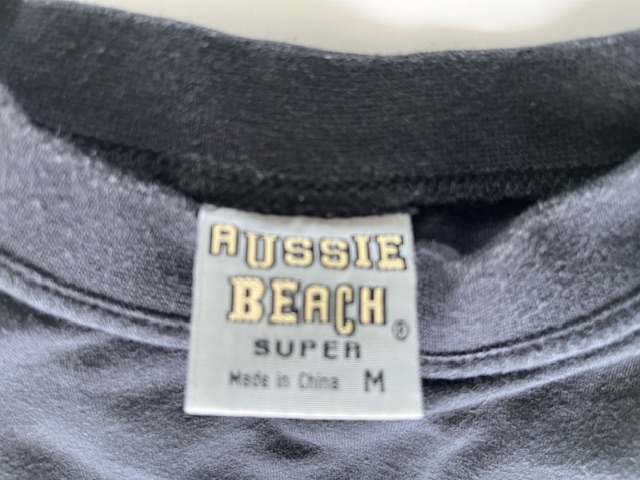 AUSSIE
BEACH ®
SUPER
Made in China M